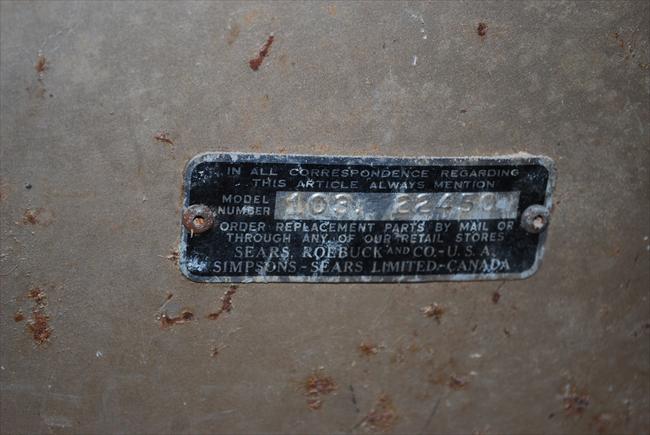 IN ALL CORRESPONDENCE REGARDING
THIS ARTICLE ALWAYS MENTION
MODEL NUMBER 103. 22450
ORDER REPLACEMENT PARTS BY MAIL OR
THROUGH ANY OF OUR RETAIL STORES
SEARS, ROEBUCK AND CO.-U.S.A.
SIMPSONS-SEARS LIMITED-CANADA